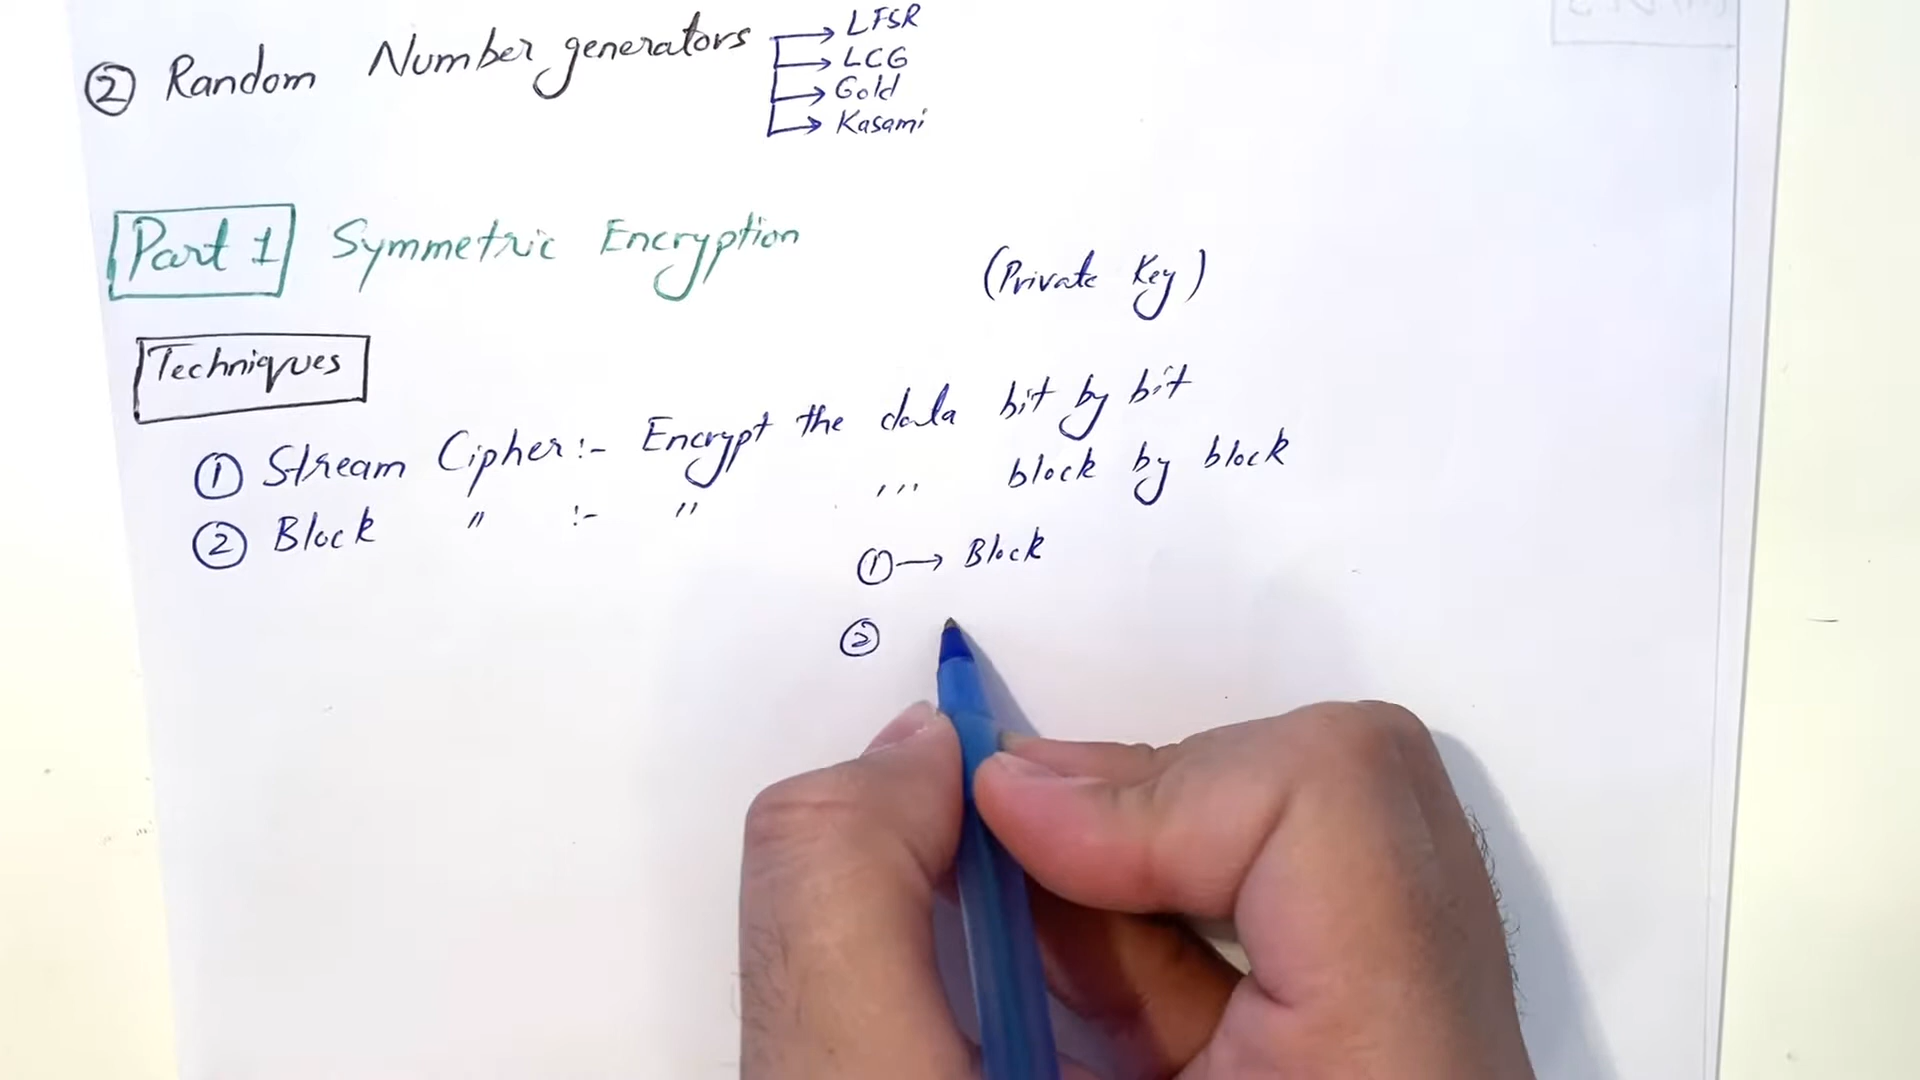 ② Random Number generators
LFSR
LCG
Gold
Kasami
Part 1 Symmetric Encryption
(Private Key)
Techniques
① Stream Cipher :- Encrypt the data bit by bit
② Block " :- " ,,, block by block
① → Block
②